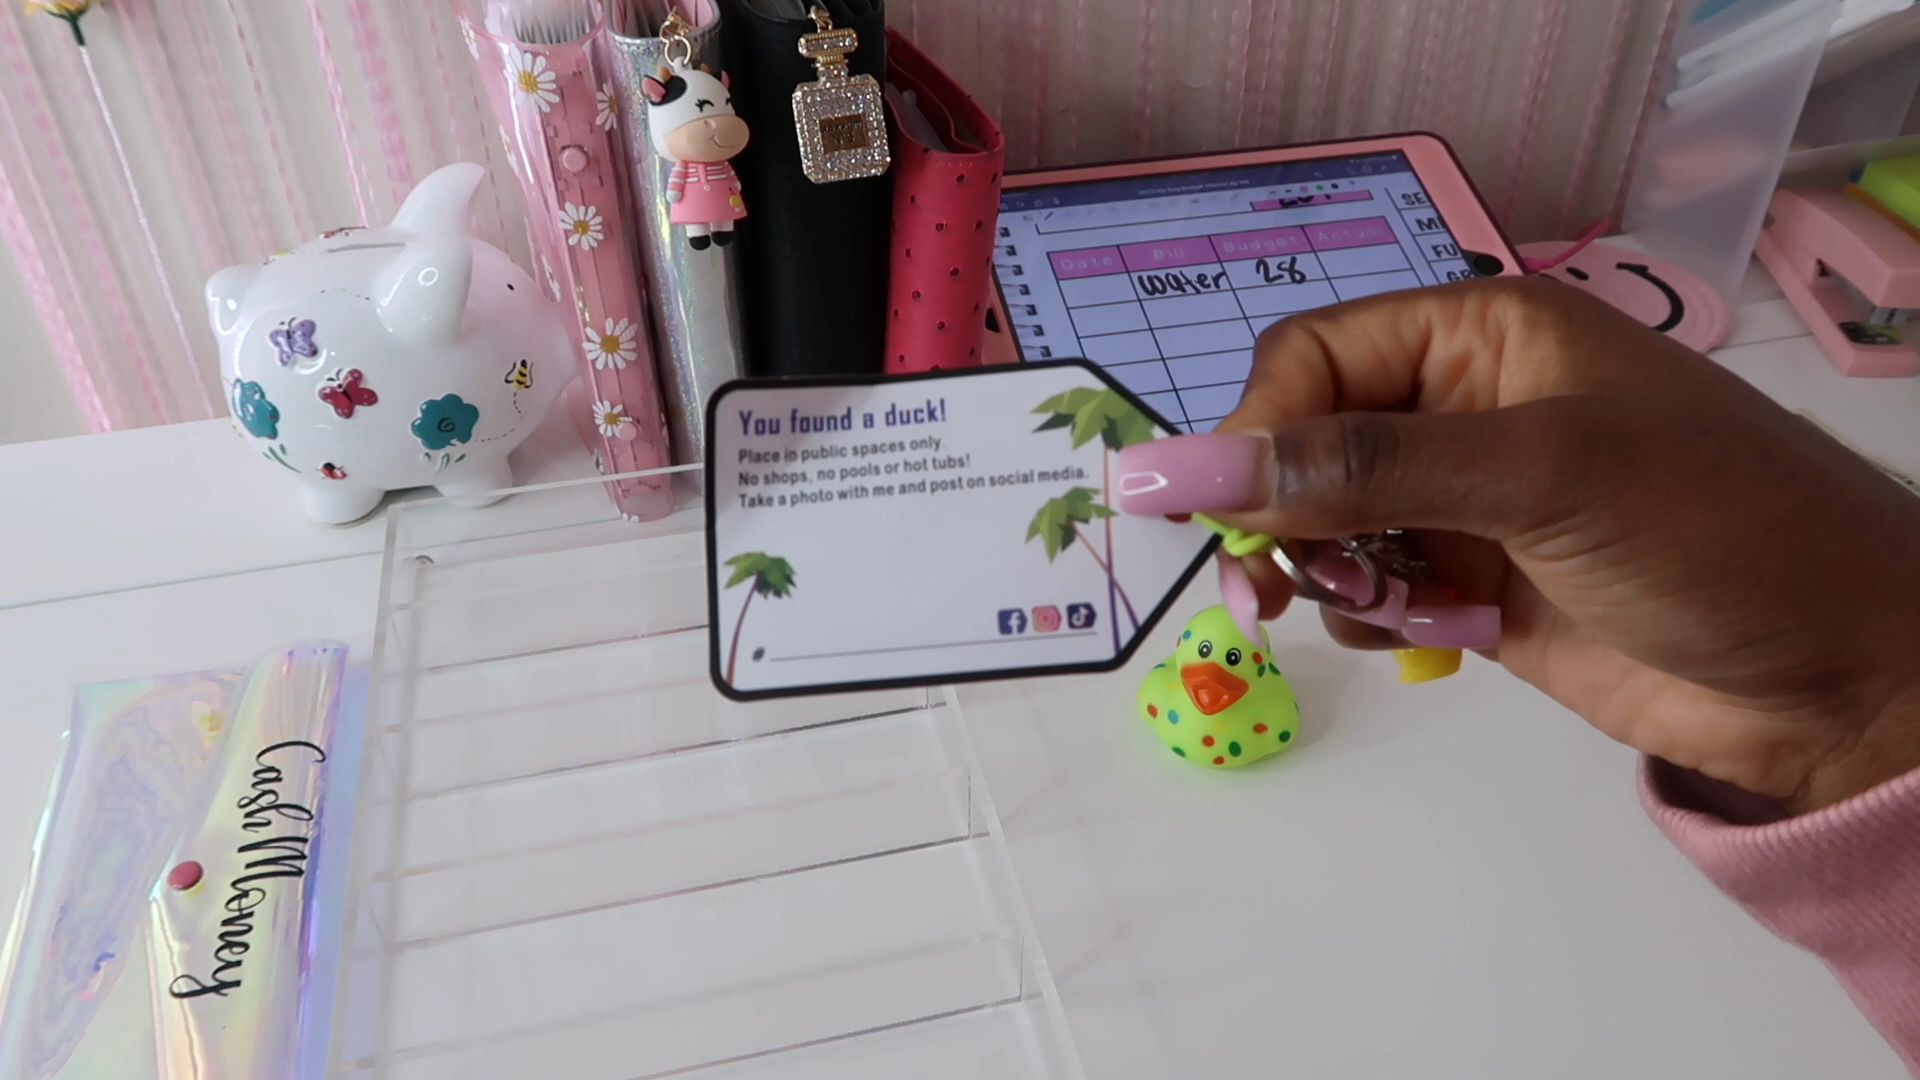 Date Bill Budget Actual
Water 28
You found a duck!
Place in public spaces only.
No shops, no pools or hot tubs!
Take a photo with me and post on social media.
#
Cash Money